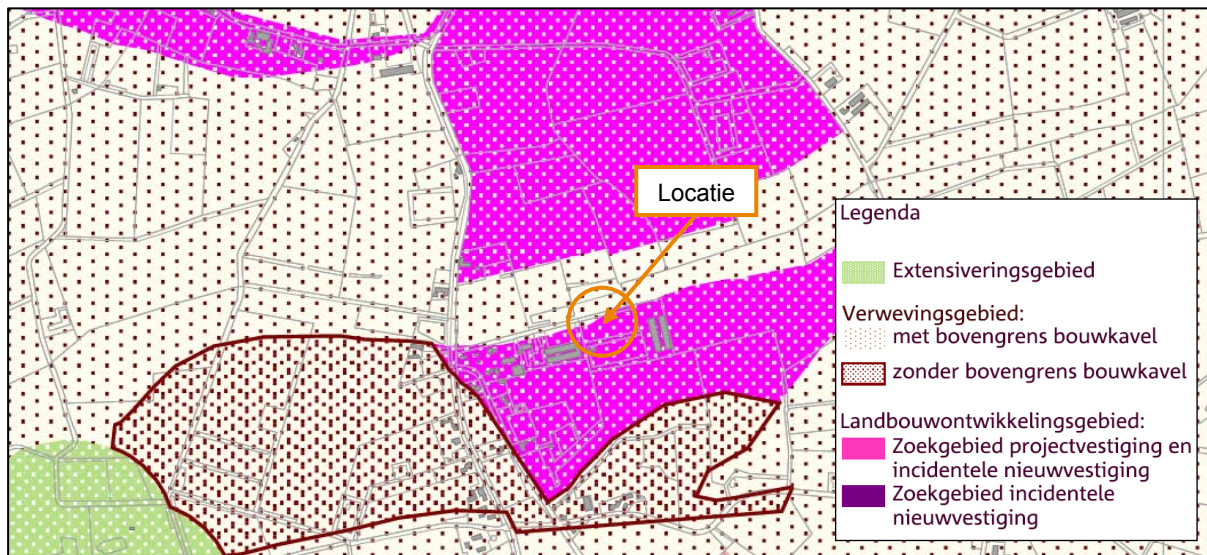 Locatie
Legenda
Extensiveringsgebied
Verwevingsgebied:
met bovengrens bouwkavel
zonder bovengrens bouwkavel
Landbouwontwikkelingsgebied:
Zoekgebied projectvestiging en
incidentele nieuwvestiging
Zoekgebied incidentele
nieuwvestiging